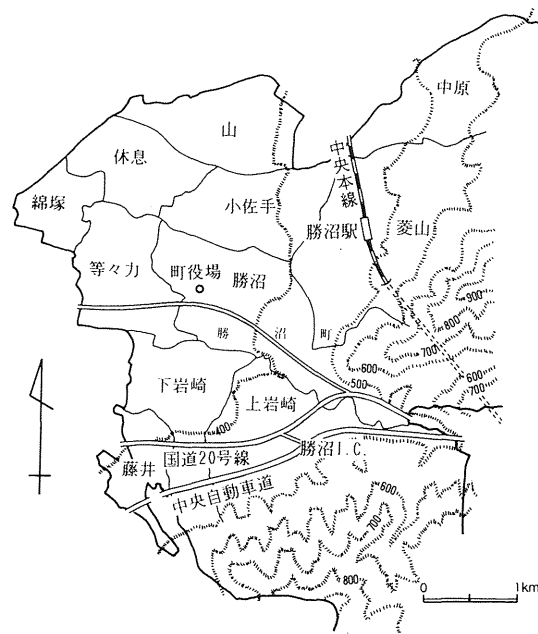 中原
山
休息
中央本線
綿塚
小佐手
勝沼駅
菱山
等々力
町役場
勝沼
900
800
700
600
勝沼町
600
700
500
下岩崎
上岩崎
400
国道20号線
勝沼I.C.
藤井
中央自動車道
600
700
800
0
1km